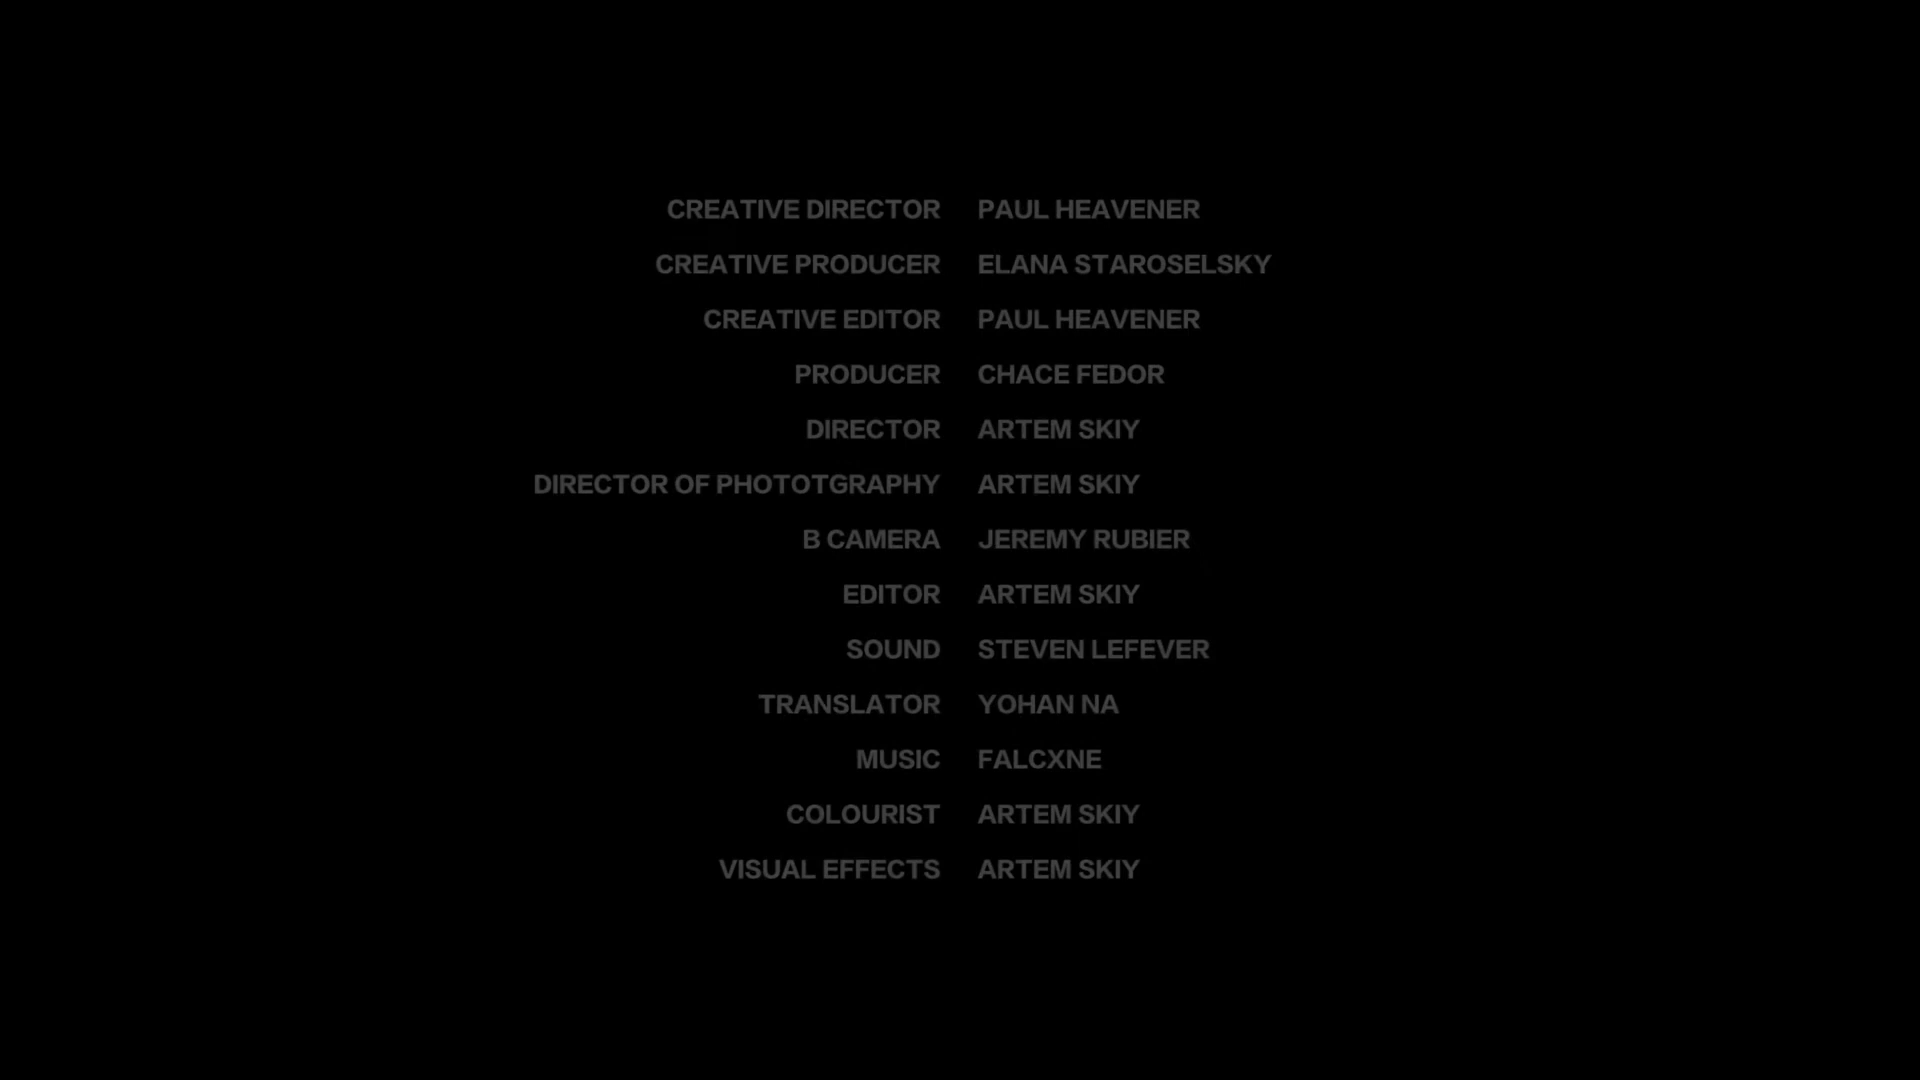 CREATIVE DIRECTOR PAUL HEAVENER
CREATIVE PRODUCER ELANA STAROSELSKY
CREATIVE EDITOR PAUL HEAVENER
PRODUCER CHACE FEDOR
DIRECTOR ARTEM SKIY
DIRECTOR OF PHOTOTGRAPHY ARTEM SKIY
B CAMERA JEREMY RUBIER
EDITOR ARTEM SKIY
SOUND STEVEN LEFEVER
TRANSLATOR YOHAN NA
MUSIC FALCXNE
COLOURIST ARTEM SKIY
VISUAL EFFECTS ARTEM SKIY